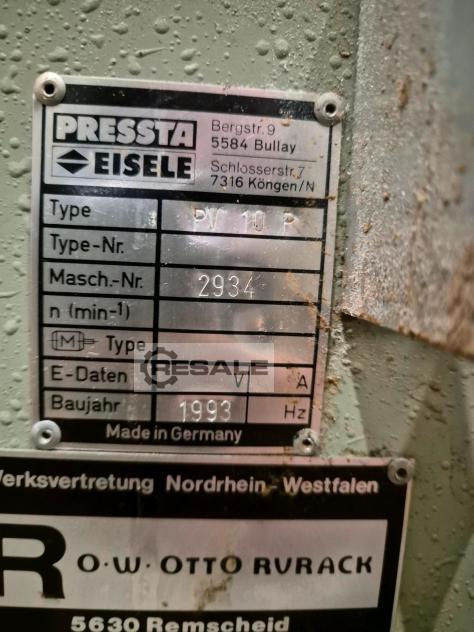 PRESSTA
EISELE
Bergstr. 9
5584 Bullay
Schlosserstr. 7
7316 Köngen/N
Type PV 10 P
Type-Nr.
Masch.-Nr. 2934
n (min-1)
M Type
RESALE
E-Daten V A
Baujahr 1993 Hz
Made in Germany
Werksvertretung Nordrhein-Westfalen
R O·W·OTTO RVRACK
5630 Remscheid